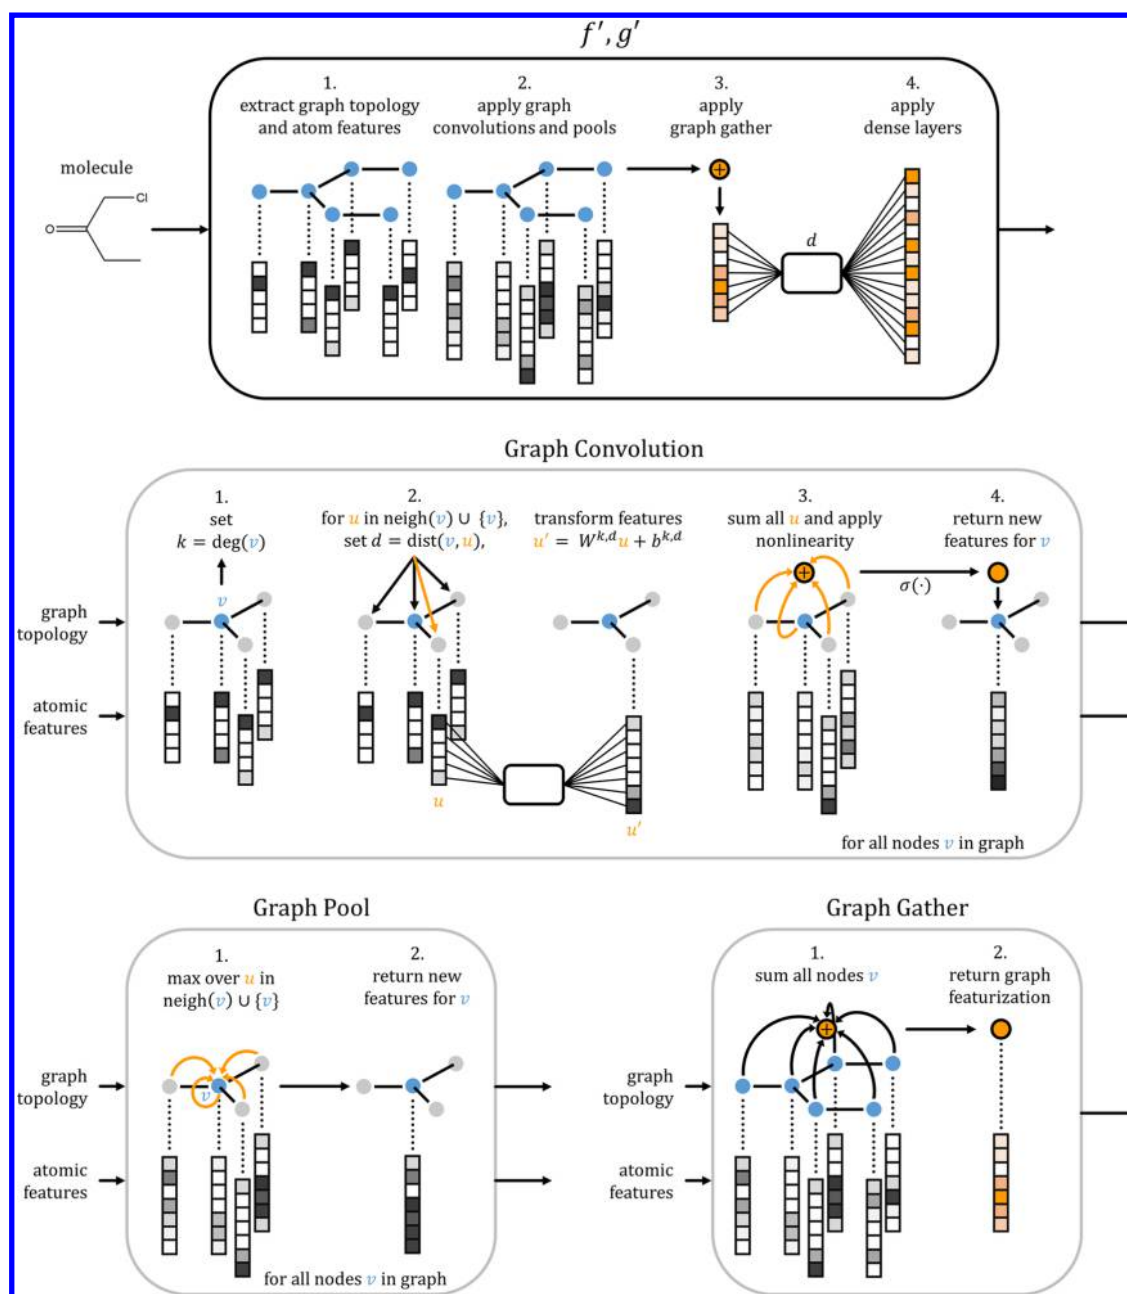 f′, g′
1.
extract graph topology
and atom features
2.
apply graph
convolutions and pools
3.
apply
graph gather
4.
apply
dense layers
molecule
Cl
O
d
Graph Convolution
1.
set
k = deg(v)
2.
for u in neigh(v) ∪ {v},
set d = dist(v, u),
transform features
u′ = W^{k,d}u + b^{k,d}
3.
sum all u and apply
nonlinearity
4.
return new
features for v
v
σ(·)
graph
topology
atomic
features
u
u′
for all nodes v in graph
Graph Pool
1.
max over u in
neigh(v) ∪ {v}
2.
return new
features for v
graph
topology
v
atomic
features
for all nodes v in graph
Graph Gather
1.
sum all nodes v
2.
return graph
featurization
graph
topology
atomic
features